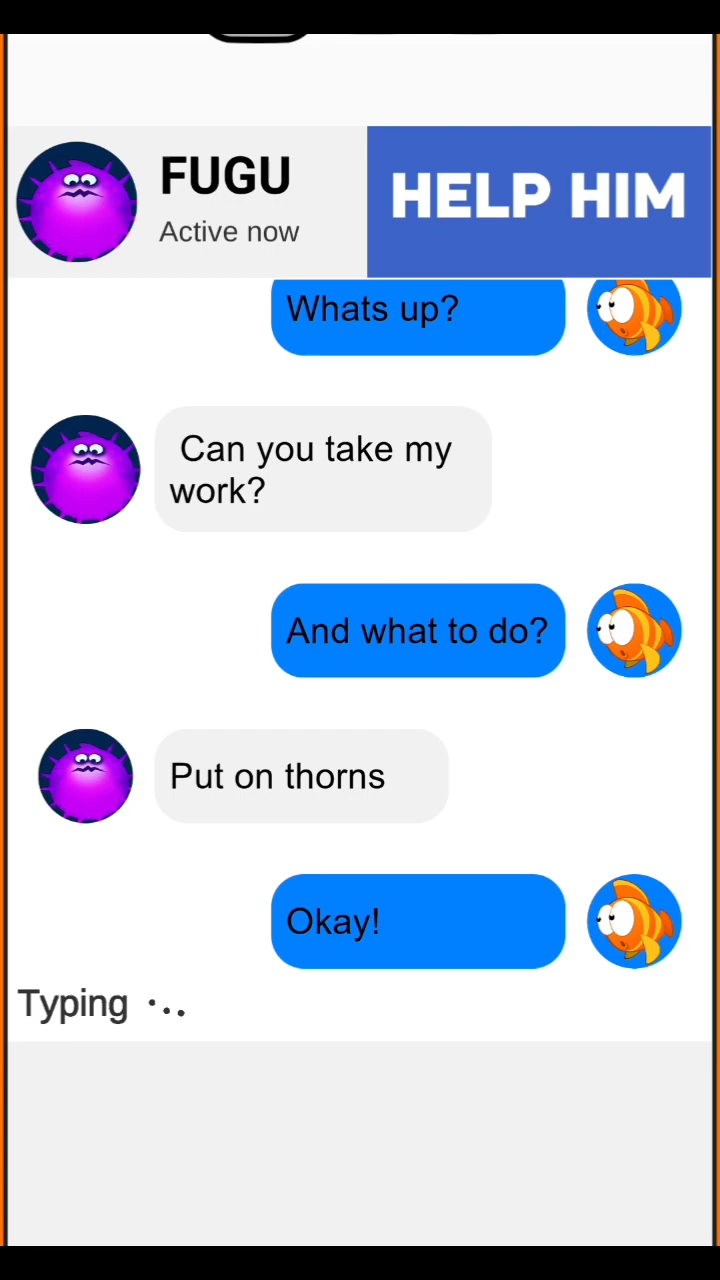 FUGU
HELP HIM
Active now
Whats up?
Can you take my
work?
And what to do?
Put on thorns
Okay!
Typing ...